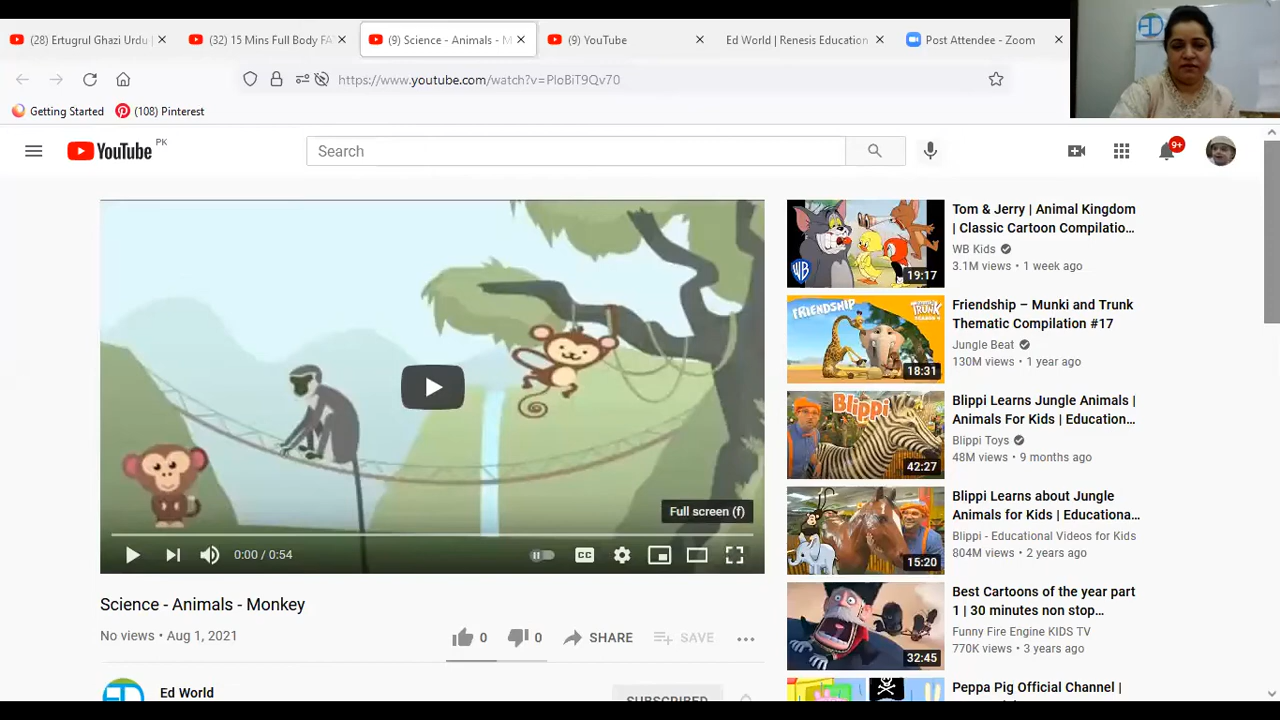 (28) Ertugrul Ghazi Urdu |
(32) 15 Mins Full Body FA
(9) Science - Animals - M
(9) YouTube
Ed World | Renesis Education
Post Attendee - Zoom
https://www.youtube.com/watch?v=PIoBiT9Qv70
Getting Started
(108) Pinterest
YouTube PK
Search
9+
Full screen (f)
0:00 / 0:54
CC
Science - Animals - Monkey
No views • Aug 1, 2021
0
0
SHARE
SAVE
Ed World
SUBSCRIBED
WB
19:17
Tom & Jerry | Animal Kingdom
| Classic Cartoon Compilatio…
WB Kids
3.1M views • 1 week ago
FRIENDSHIP
18:31
Friendship – Munki and Trunk
Thematic Compilation #17
Jungle Beat
130M views • 1 year ago
Blippi
42:27
Blippi Learns Jungle Animals |
Animals For Kids | Education…
Blippi Toys
48M views • 9 months ago
15:20
Blippi Learns about Jungle
Animals for Kids | Educationa…
Blippi - Educational Videos for Kids
804M views • 2 years ago
32:45
Best Cartoons of the year part
1 | 30 minutes non stop…
Funny Fire Engine KIDS TV
770K views • 3 years ago
Peppa Pig Official Channel |